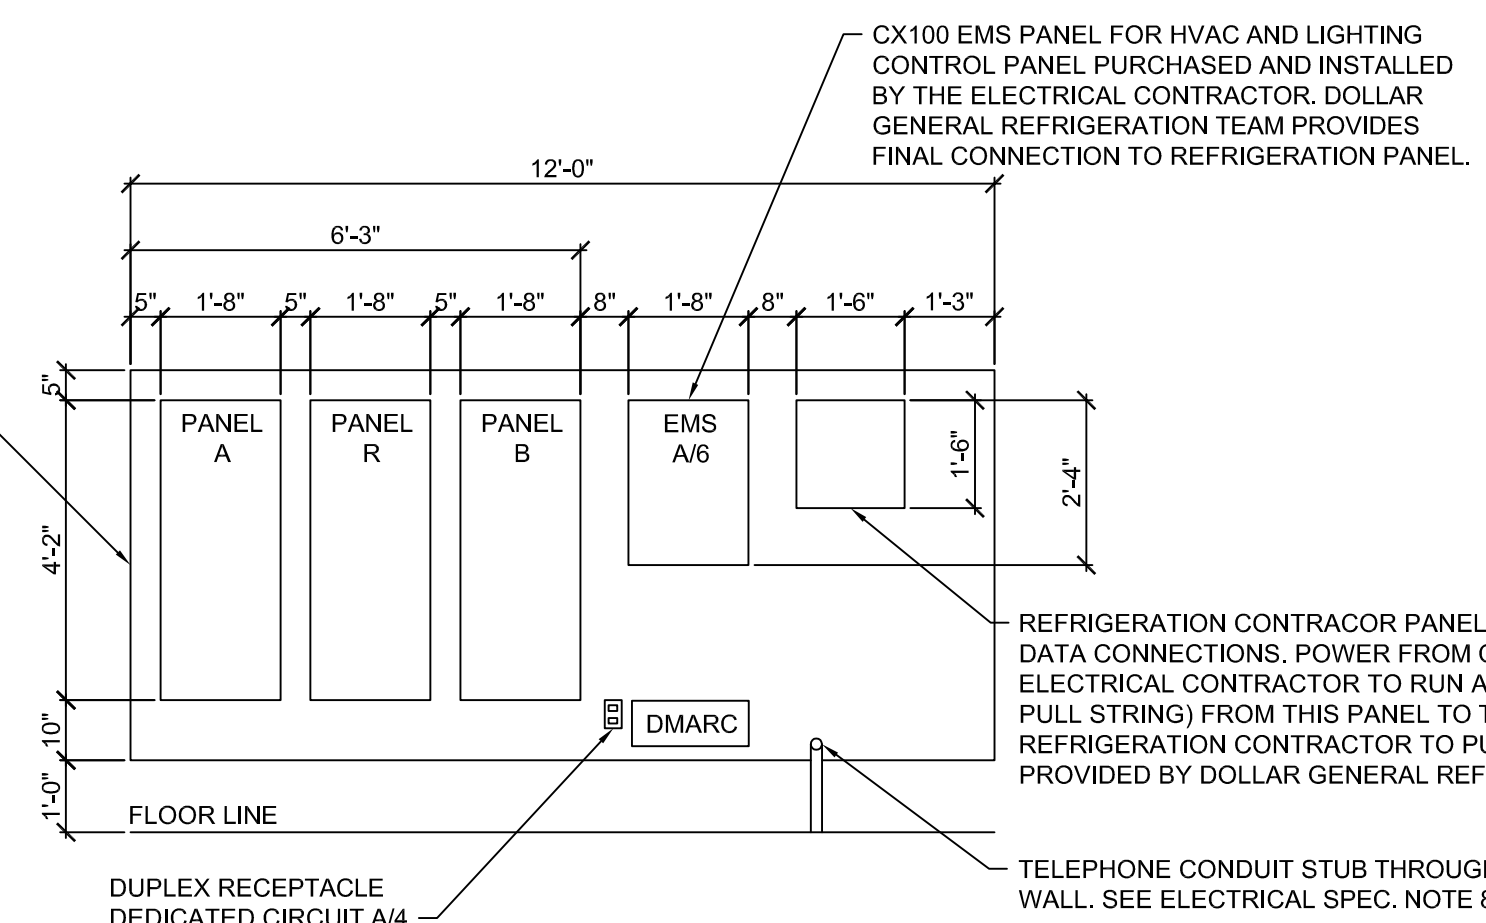 CX100 EMS PANEL FOR HVAC AND LIGHTING
CONTROL PANEL PURCHASED AND INSTALLED
BY THE ELECTRICAL CONTRACTOR. DOLLAR
GENERAL REFRIGERATION TEAM PROVIDES
FINAL CONNECTION TO REFRIGERATION PANEL.
12'-0"
6'-3"
5" 1'-8" 5" 1'-8" 5" 1'-8" 8" 1'-8" 8" 1'-6" 1'-3"
5"
PANEL
A
PANEL
R
PANEL
B
EMS
A/6
1'-6"
2'-4"
4'-2"
REFRIGERATION CONTRACOR PANEL
DATA CONNECTIONS. POWER FROM
ELECTRICAL CONTRACTOR TO RUN A
PULL STRING) FROM THIS PANEL TO
REFRIGERATION CONTRACTOR TO
PROVIDED BY DOLLAR GENERAL
10"
DMARC
1'-0"
FLOOR LINE
DUPLEX RECEPTACLE
DEDICATED CIRCUIT A/4
TELEPHONE CONDUIT STUB THROUGH
WALL. SEE ELECTRICAL SPEC. NOTE 8